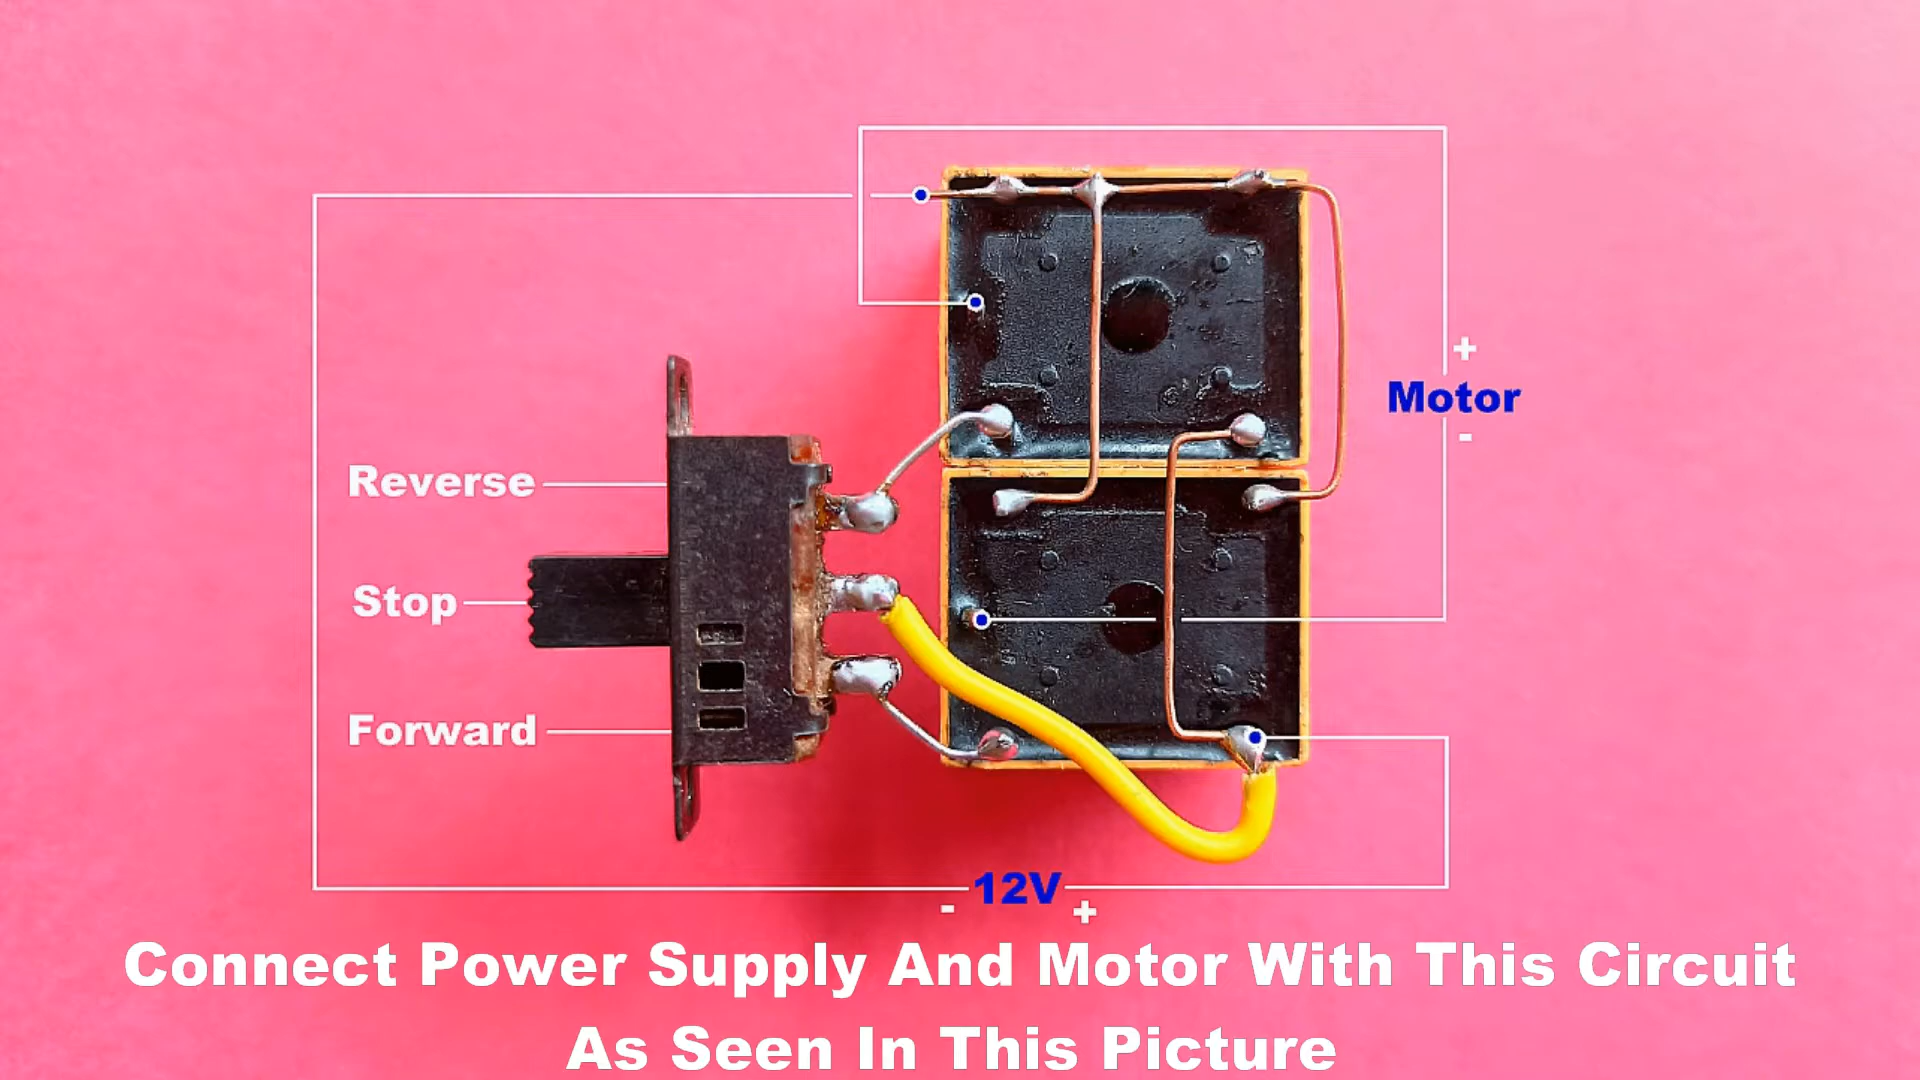 +
Motor
-
Reverse
Stop
Forward
- 12V +
Connect Power Supply And Motor With This Circuit
As Seen In This Picture